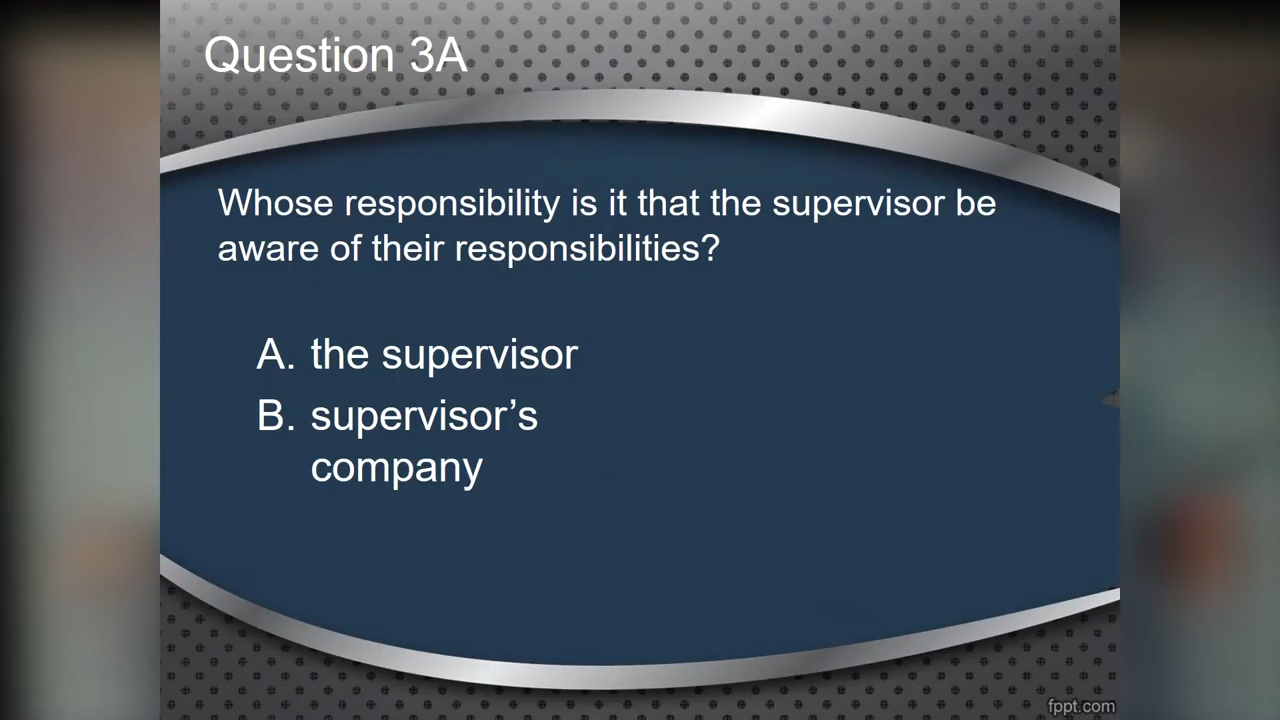 Question 3A
Whose responsibility is it that the supervisor be
aware of their responsibilities?
A. the supervisor
B. supervisor’s
company
fppt.com